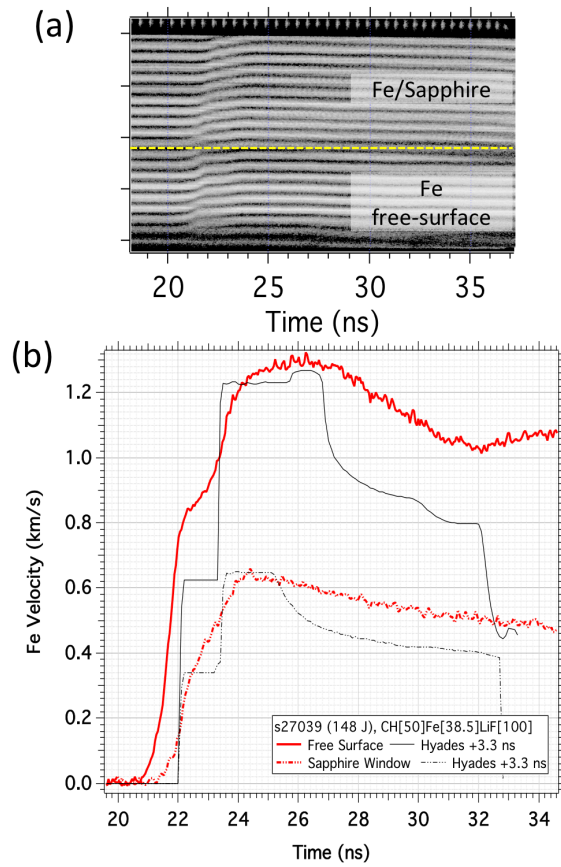 (a)
Fe/Sapphire
Fe
free-surface
20 25 30 35
Time (ns)
(b)
1.2
1.0
0.8
0.6
0.4
0.2
0.0
Fe Velocity (km/s)
s27039 (148 J), CH[50]Fe[38.5]LiF[100]
Free Surface Hyades +3.3 ns
Sapphire Window Hyades +3.3 ns
20 22 24 26 28 30 32 34
Time (ns)